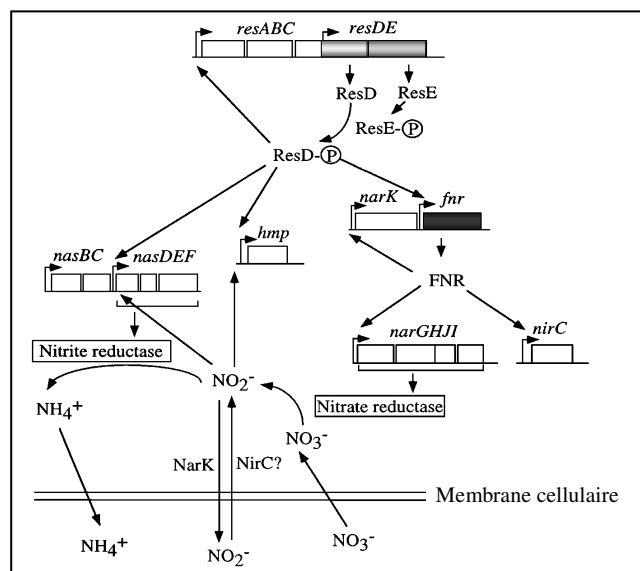 resABC resDE
ResD ResE
ResE-P
ResD-P
narK fnr
hmp
nasBC nasDEF
FNR
narGHJI nirC
Nitrite reductase
NO2-
Nitrate reductase
NH4+
NO3-
NarK NirC?
Membrane cellulaire
NH4+
NO2-
NO3-